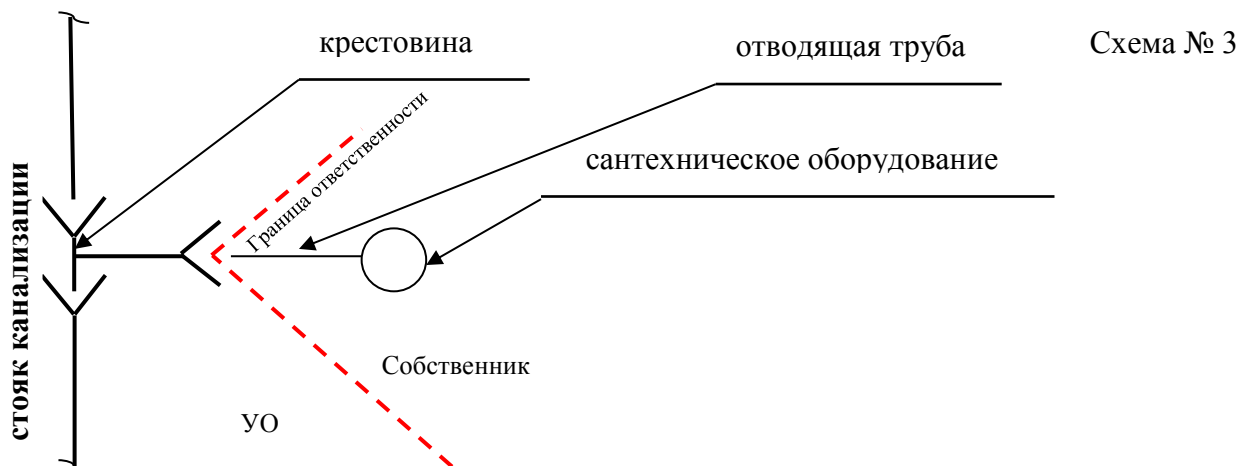 крестовина
отводящая труба
Схема № 3
Граница ответственности
сантехническое оборудование
стояк канализации
Собственник
УО